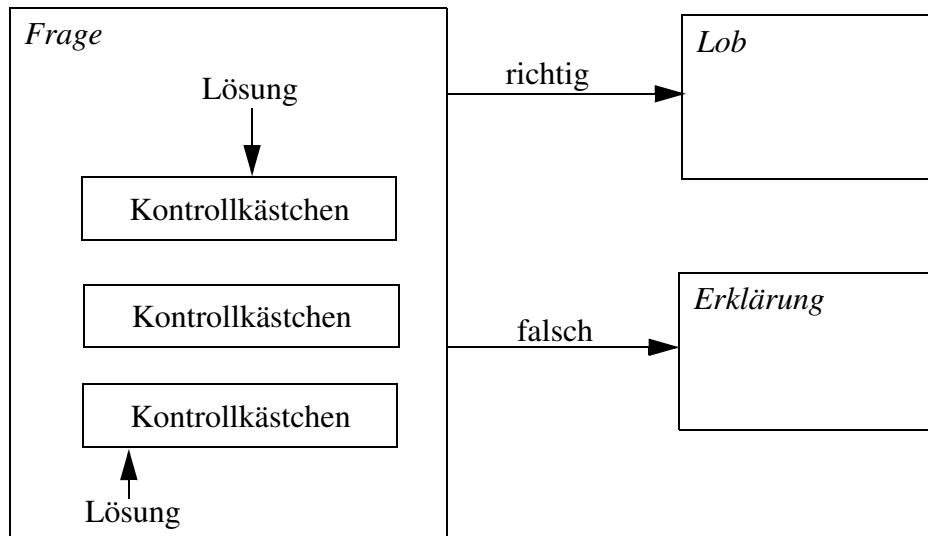 Frage
Lösung
Kontrollkästchen
Kontrollkästchen
Kontrollkästchen
Lösung
richtig
falsch
Lob
Erklärung